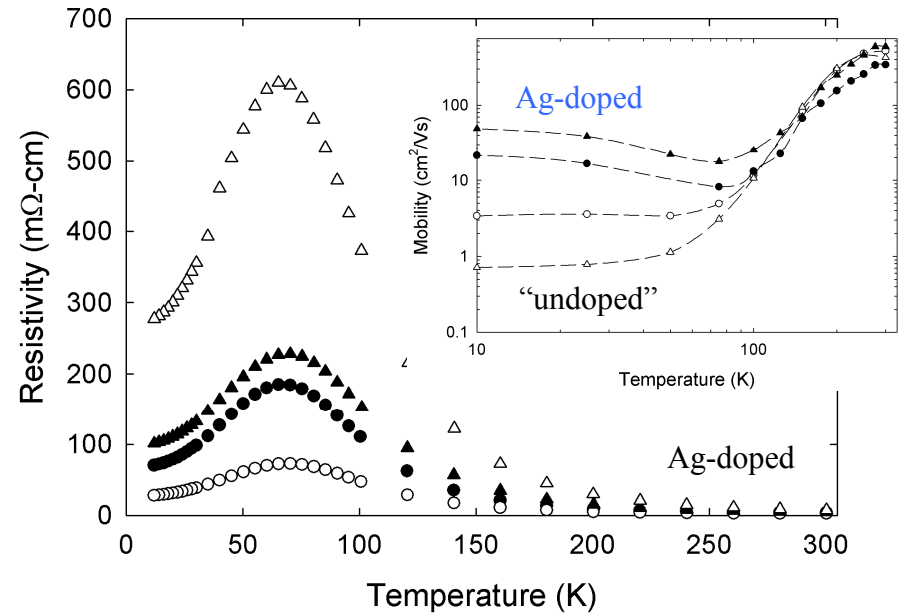 700
600
500
400
300
200
100
0
Resistivity (mΩ-cm)
0 50 100 150 200 250 300
Temperature (K)
Ag-doped
100
10
1
0.1
Mobility (cm²/Vs)
Ag-doped
“undoped”
10 100
Temperature (K)